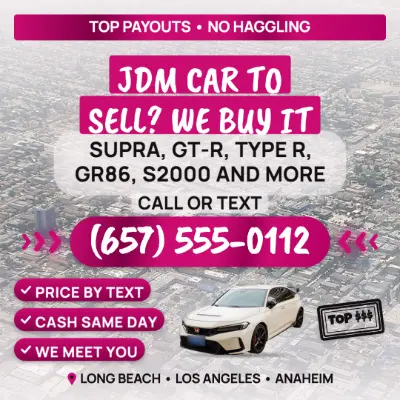 TOP PAYOUTS • NO HAGGLING
JDM CAR TO
SELL? WE BUY IT
SUPRA, GT-R, TYPE R,
GR86, S2000 AND MORE
CALL OR TEXT
(657) 555-0112
PRICE BY TEXT
CASH SAME DAY
WE MEET YOU
TOP $$$
LONG BEACH • LOS ANGELES • ANAHEIM